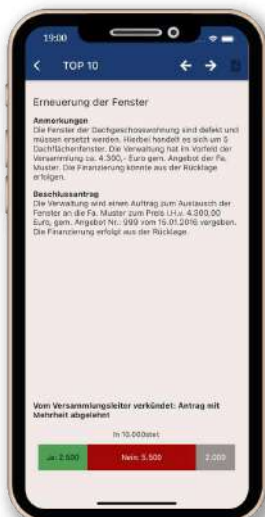 19:00
TOP 10
Erneuerung der Fenster
Anmerkungen
Die Fenster der Dachgeschosswohnung sind defekt und
müssen ersetzt werden. Hierbei handelt es sich um 5
Dachflächenfenster. Die Verwaltung hat im Vorfeld der
Versammlung ca. 4.300,- Euro gem. Angebot der Fa.
Muster. Die Finanzierung könnte aus der Rücklage
erfolgen.
Beschlussantrag
Die Verwaltung wird einen Auftrag zum Austausch der
Fenster an die Fa. Muster zum Preis i.H.v. 4.300,00
Euro, gem. Angebot Nr.: 999 vom 15.01.2016 vergeben.
Die Finanzierung erfolgt aus der Rücklage.
Vom Versammlungsleiter verkündet: Antrag mit
Mehrheit abgelehnt
In 10.000stel
Ja: 2.500 Nein: 5.500 2.000